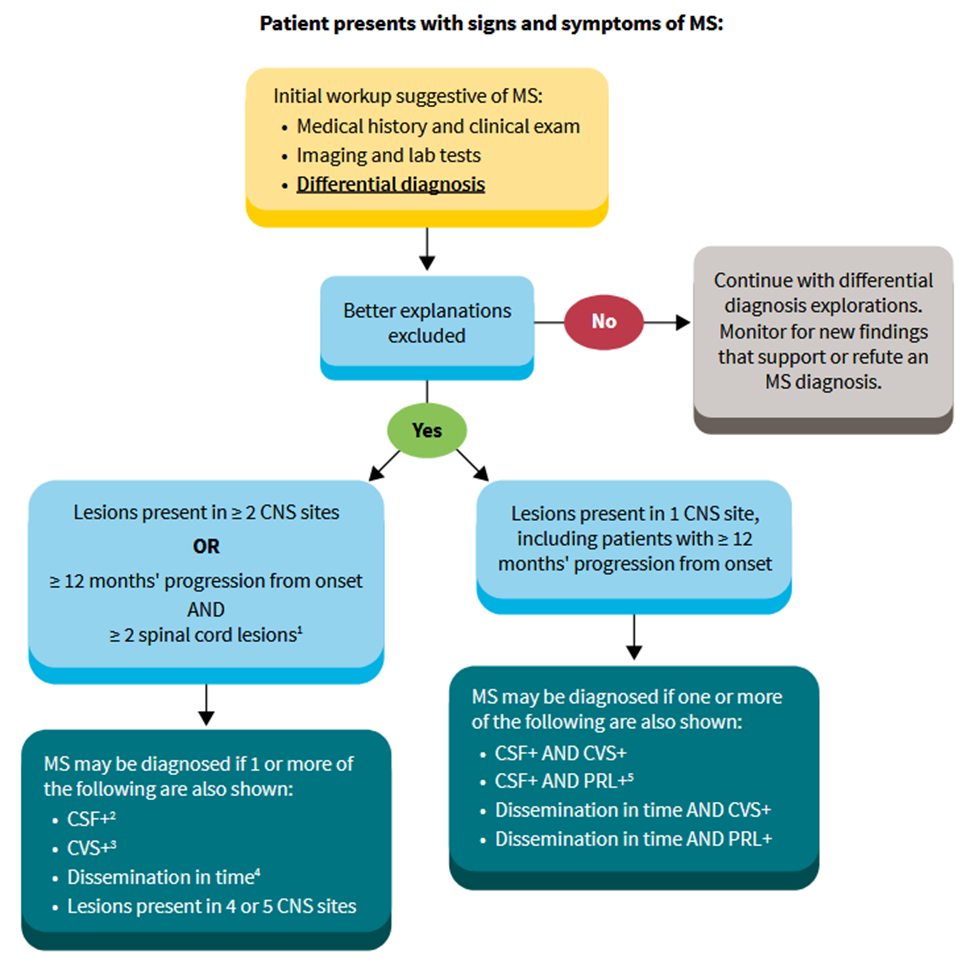 Patient presents with signs and symptoms of MS:
Initial workup suggestive of MS:
• Medical history and clinical exam
• Imaging and lab tests
• Differential diagnosis
Better explanations
excluded
No
Continue with differential
diagnosis explorations.
Monitor for new findings
that support or refute an
MS diagnosis.
Yes
Lesions present in ≥ 2 CNS sites
OR
≥ 12 months' progression from onset
AND
≥ 2 spinal cord lesions¹
Lesions present in 1 CNS site,
including patients with ≥ 12
months' progression from onset
MS may be diagnosed if 1 or more of
the following are also shown:
• CSF+²
• CVS+³
• Dissemination in time⁴
• Lesions present in 4 or 5 CNS sites
MS may be diagnosed if one or more
of the following are also shown:
• CSF+ AND CVS+
• CSF+ AND PRL+⁵
• Dissemination in time AND CVS+
• Dissemination in time AND PRL+